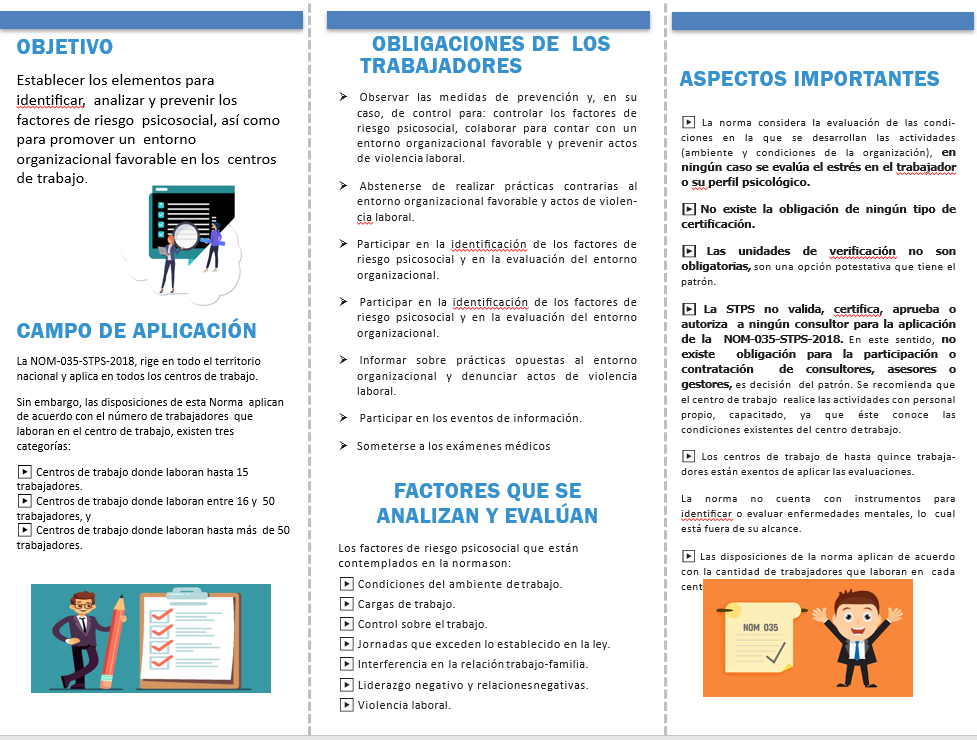 OBJETIVO
Establecer los elementos para
identificar, analizar y prevenir los
factores de riesgo psicosocial, así como
para promover un entorno
organizacional favorable en los centros
de trabajo.
CAMPO DE APLICACIÓN
La NOM-035-STPS-2018, rige en todo el territorio
nacional y aplica en todos los centros de trabajo.
Sin embargo, las disposiciones de esta Norma aplican
de acuerdo con el número de trabajadores que
laboran en el centro de trabajo, existen tres
categorías:
Centros de trabajo donde laboran hasta 15
trabajadores.
Centros de trabajo donde laboran entre 16 y 50
trabajadores, y
Centros de trabajo donde laboran hasta más de 50
trabajadores.
OBLIGACIONES DE LOS
TRABAJADORES
➢ Observar las medidas de prevención y, en su
caso, de control para: controlar los factores de
riesgo psicosocial, colaborar para contar con un
entorno organizacional favorable y prevenir actos
de violencia laboral.
➢ Abstenerse de realizar prácticas contrarias al
entorno organizacional favorable y actos de violen-
cia laboral.
➢ Participar en la identificación de los factores de
riesgo psicosocial y en la evaluación del entorno
organizacional.
➢ Participar en la identificación de los factores de
riesgo psicosocial y en la evaluación del entorno
organizacional.
➢ Informar sobre prácticas opuestas al entorno
organizacional y denunciar actos de violencia
laboral.
➢ Participar en los eventos de información.
➢ Someterse a los exámenes médicos
FACTORES QUE SE
ANALIZAN Y EVALÚAN
Los factores de riesgo psicosocial que están
contemplados en la normason:
Condiciones del ambiente detrabajo.
Cargas de trabajo.
Control sobre el trabajo.
Jornadas que exceden lo establecido en la ley.
Interferencia en la relación trabajo-familia.
Liderazgo negativo y relacionesnegativas.
Violencia laboral.
ASPECTOS IMPORTANTES
La norma considera la evaluación de las condi-
ciones en la que se desarrollan las actividades
(ambiente y condiciones de la organización), en
ningún caso se evalúa el estrés en el trabajador
o su perfil psicológico.
No existe la obligación de ningún tipo de
certificación.
Las unidades de verificación no son
obligatorias, son una opción potestativa que tiene el
patrón.
La STPS no valida, certifica, aprueba o
autoriza a ningún consultor para la aplicación
de la NOM-035-STPS-2018. En este sentido, no
existe obligación para la participación o
contratación de consultores, asesores o
gestores, es decisión del patrón. Se recomienda que
el centro de trabajo realice las actividades con personal
propio, capacitado, ya que éste conoce las
condiciones existentes del centro detrabajo.
Los centros de trabajo de hasta quince trabaja-
dores están exentos de aplicar las evaluaciones.
La norma no cuenta con instrumentos para
identificar o evaluar enfermedades mentales, lo cual
está fuera de su alcance.
Las disposiciones de la norma aplican de acuerdo
con la cantidad de trabajadores que laboran en cada
cent
NOM 035